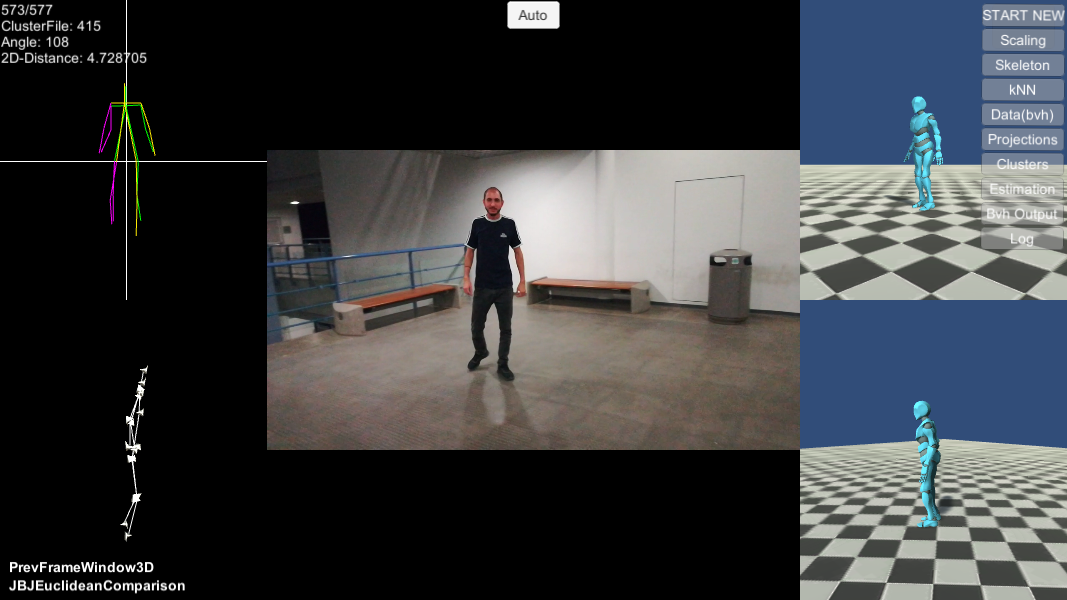 573/577
ClusterFile: 415
Angle: 108
2D-Distance: 4.728705
Auto
START NEW
Scaling
Skeleton
kNN
Data(bvh)
Projections
Clusters
Estimation
Bvh Output
Log
PrevFrameWindow3D
JBJEuclideanComparison